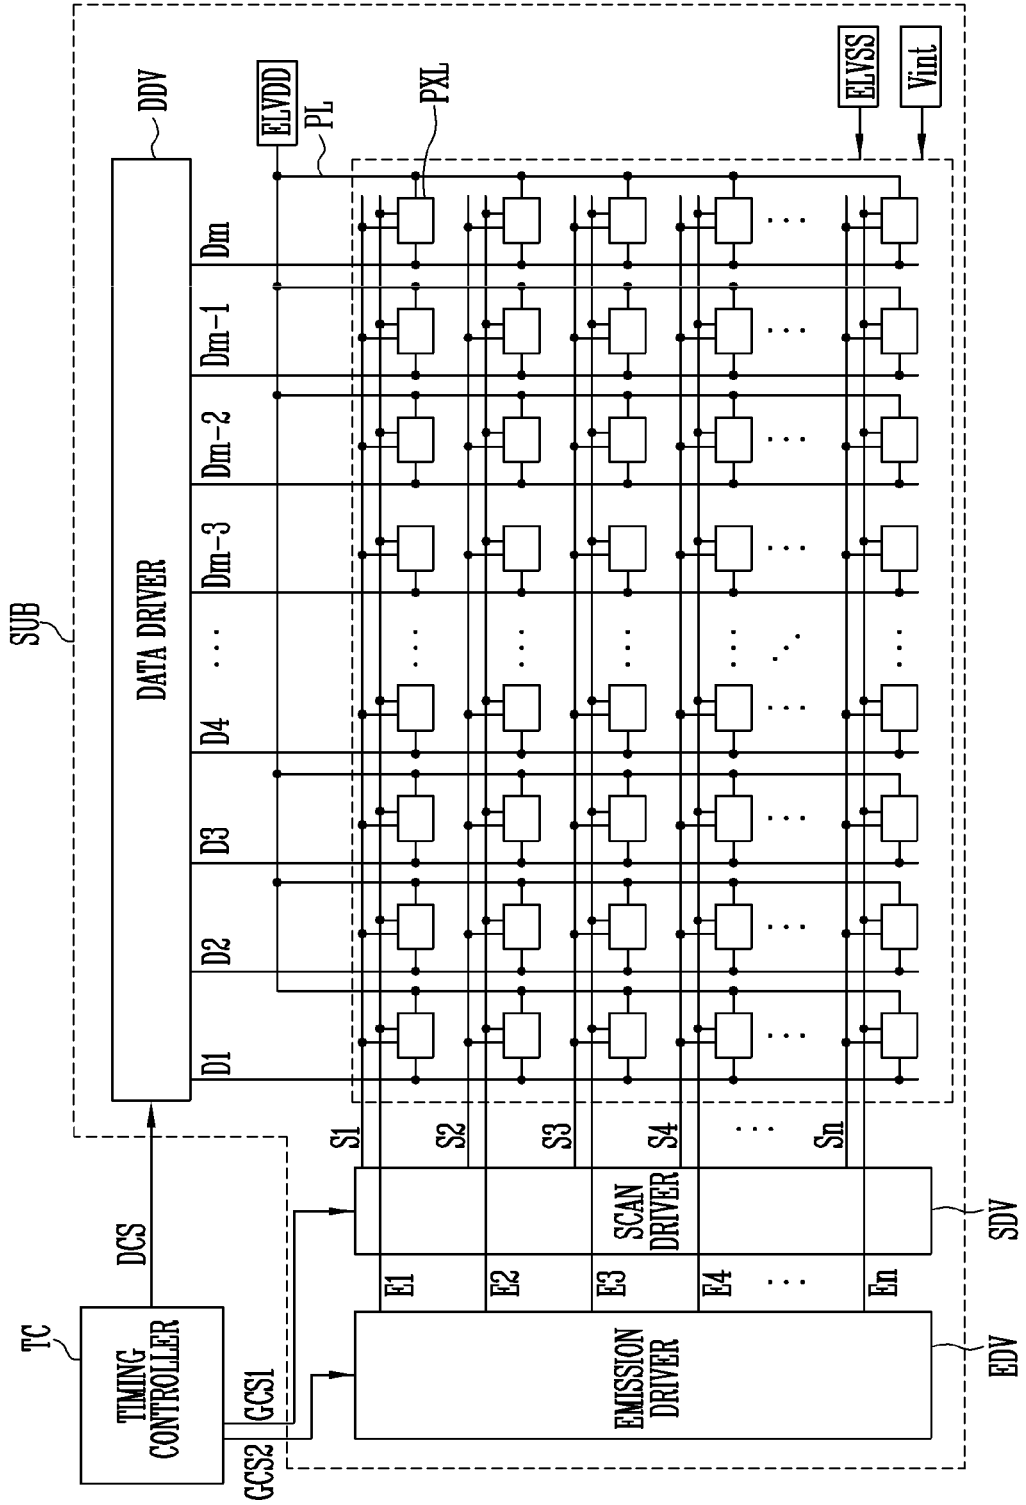 SUB
DDV
DATA DRIVER
TC
TIMING
CONTROLLER
DCS
GCS1
GCS2
D1
D2
D3
D4
...
Dm-3
Dm-2
Dm-1
Dm
ELVDD
PL
PXL
ELVSS
Vint
S1
S2
S3
S4
...
Sn
SCAN
DRIVER
SDV
E1
E2
E3
E4
...
En
EMISSION
DRIVER
EDV